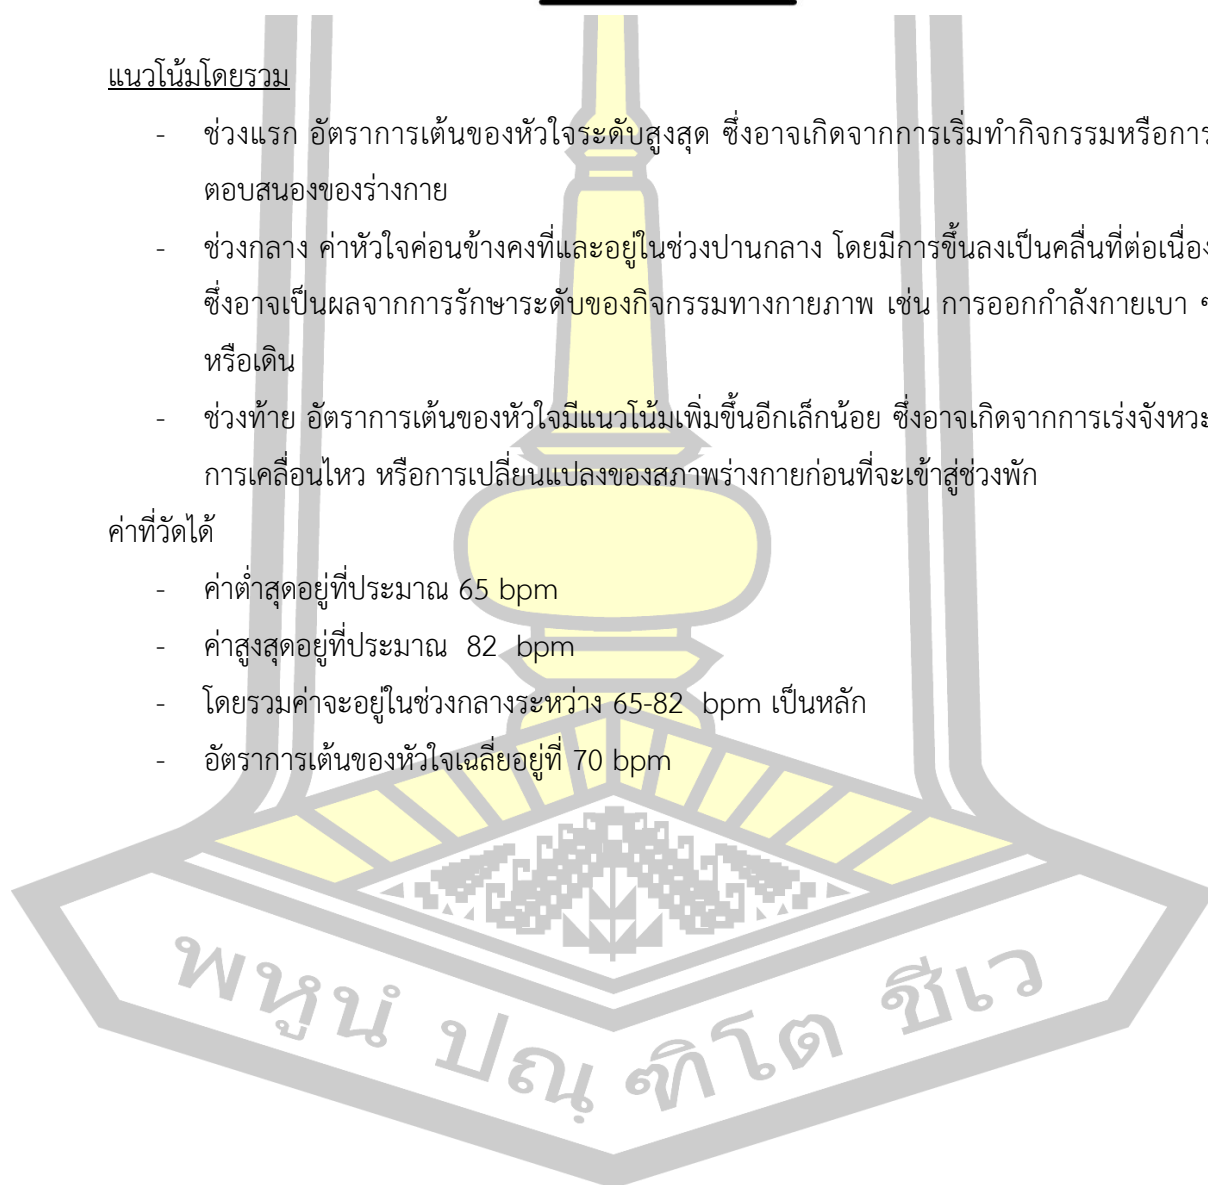 แนวโน้มโดยรวม
- ช่วงแรก อัตราการเต้นของหัวใจระดับสูงสุด ซึ่งอาจเกิดจากการเริ่มทำกิจกรรมหรือการ
ตอบสนองของร่างกาย
- ช่วงกลาง ค่าหัวใจค่อนข้างคงที่และอยู่ในช่วงปานกลาง โดยมีการขึ้นลงเป็นคลื่นที่ต่อเนื่อง
ซึ่งอาจเป็นผลจากการรักษาระดับของกิจกรรมทางกายภาพ เช่น การออกกำลังกายเบา ๆ
หรือเดิน
- ช่วงท้าย อัตราการเต้นของหัวใจมีแนวโน้มเพิ่มขึ้นอีกเล็กน้อย ซึ่งอาจเกิดจากการเร่งจังหวะ
การเคลื่อนไหว หรือการเปลี่ยนแปลงของสภาพร่างกายก่อนที่จะเข้าสู่ช่วงพัก
ค่าที่วัดได้
- ค่าต่ำสุดอยู่ที่ประมาณ 65 bpm
- ค่าสูงสุดอยู่ที่ประมาณ 82 bpm
- โดยรวมค่าจะอยู่ในช่วงกลางระหว่าง 65-82 bpm เป็นหลัก
- อัตราการเต้นของหัวใจเฉลี่ยอยู่ที่ 70 bpm
พหูนํ ปณฺฑิโต ชีเว